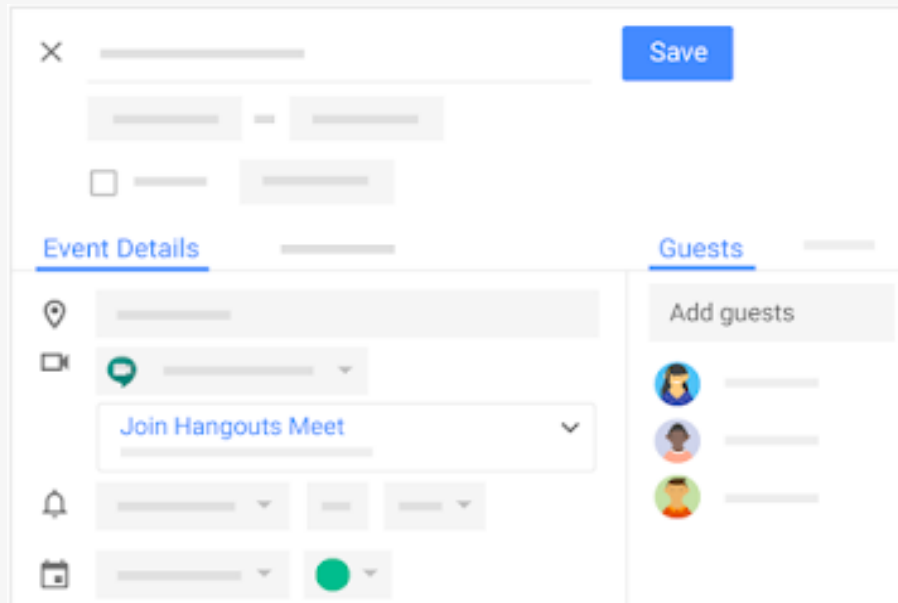 Save
Event Details
Guests
Add guests
Join Hangouts Meet